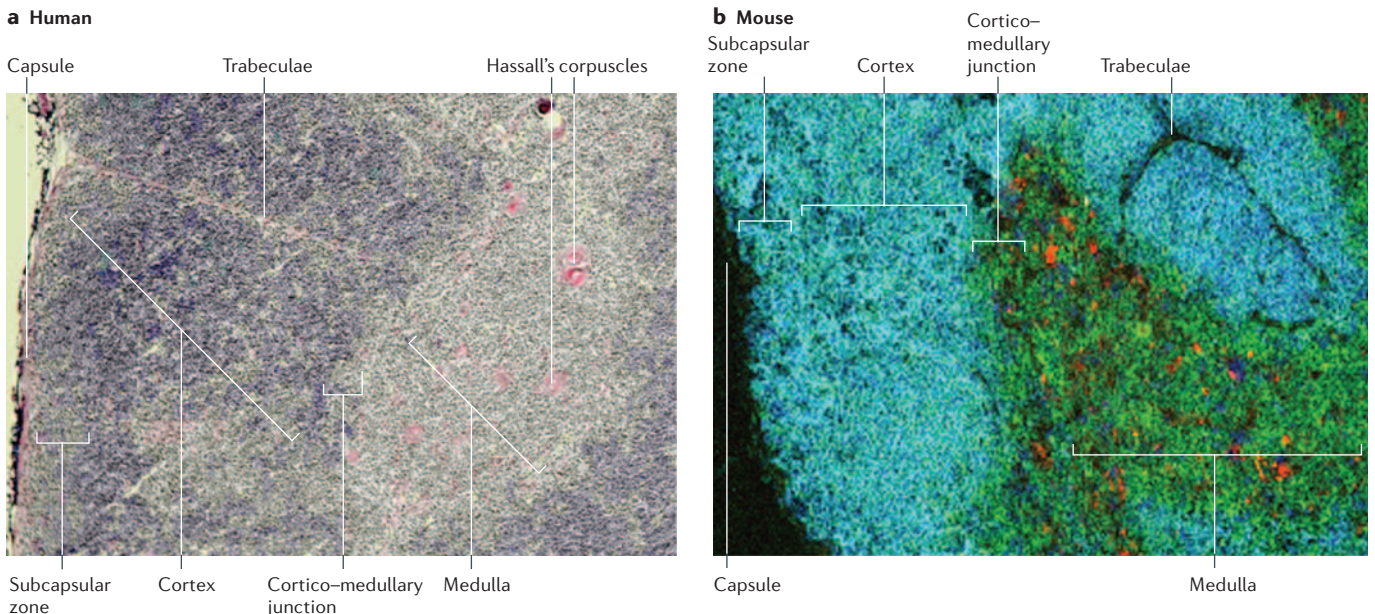 a Human
Capsule
Trabeculae
Hassall’s corpuscles
Subcapsular
zone
Cortex
Cortico–medullary
junction
Medulla
b Mouse
Subcapsular
zone
Cortex
Cortico–
medullary
junction
Trabeculae
Capsule
Medulla